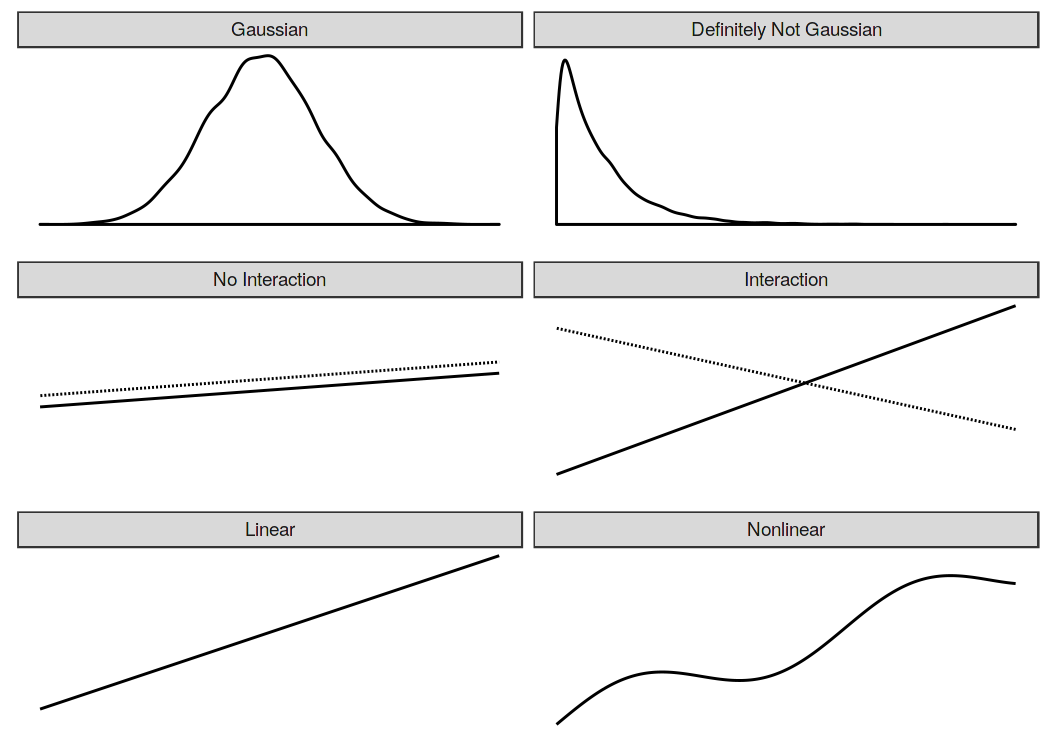 Gaussian
Definitely Not Gaussian
No Interaction
Interaction
Linear
Nonlinear